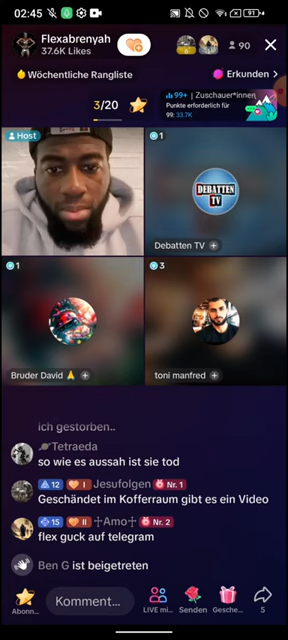 02:45
91
Flexabrenyah
37.6K Likes
6
90
Wöchentliche Rangliste
Erkunden
3/20
99+ | Zuschauer*innen
Punkte erforderlich für
99: 33.7K
Host
1
DEBATTEN
TV
Debatten TV
1
3
Bruder David 🙏
toni manfred
ich gestorben..
🪐Tetraeda
so wie es aussah ist sie tod
12 I Jesufolgen Nr. 1
Geschändet im Kofferraum gibt es ein Video
15 II ✝Amo✝ Nr. 2
flex guck auf telegram
Ben G ist beigetreten
Kommentar...
Abonn...
LIVE mi...
Senden
Gesche...
5